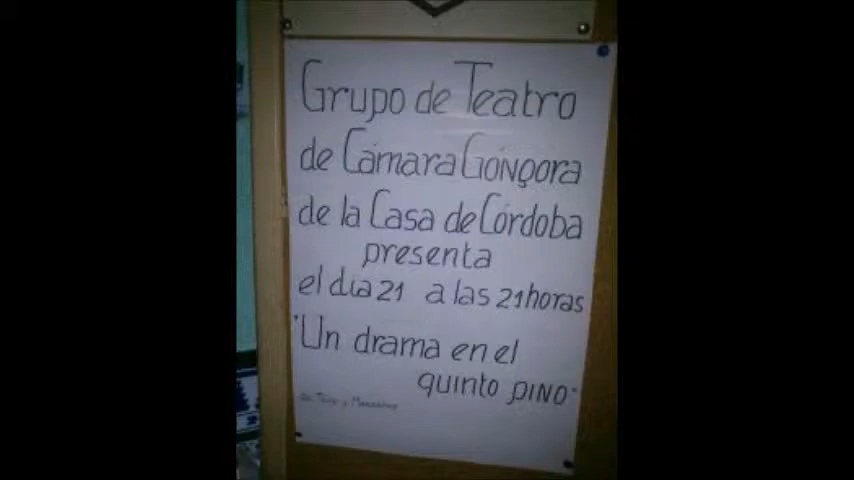 Grupo de Teatro
de Cámara GÓNgora
de la Casa de Córdoba
presenta
el día 21 a las 21 horas
"Un drama en el
quinto PINO"
de y